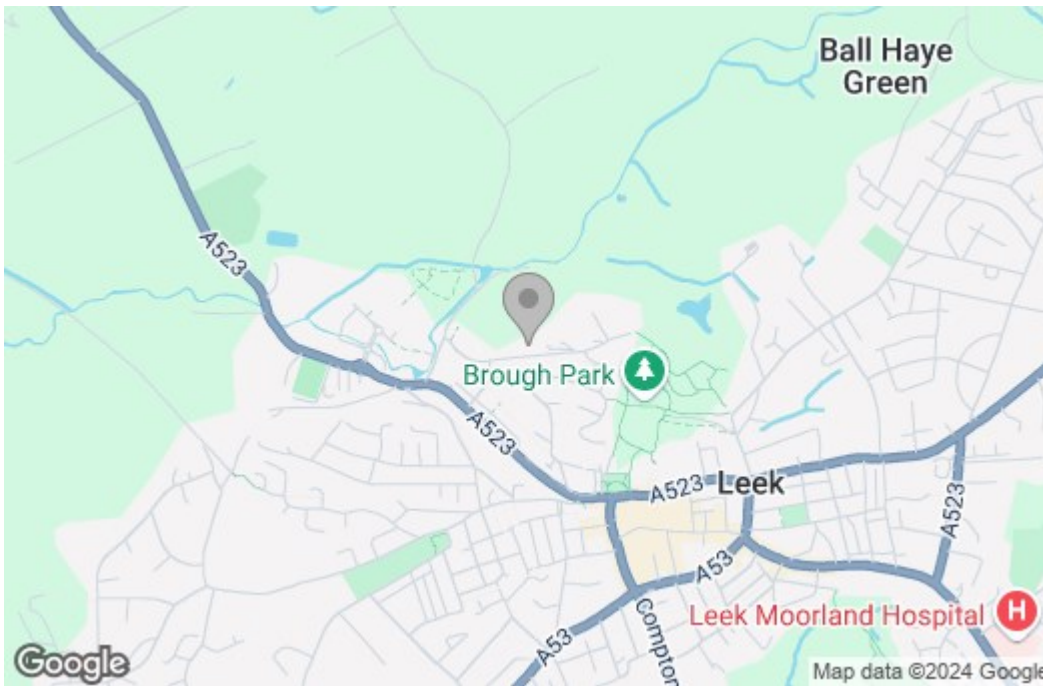 Ball Haye
Green
A523
Brough Park
A523
A523
Leek
A523
A53
Compton
A53
Leek Moorland Hospital
H
Google
Map data ©2024 Google